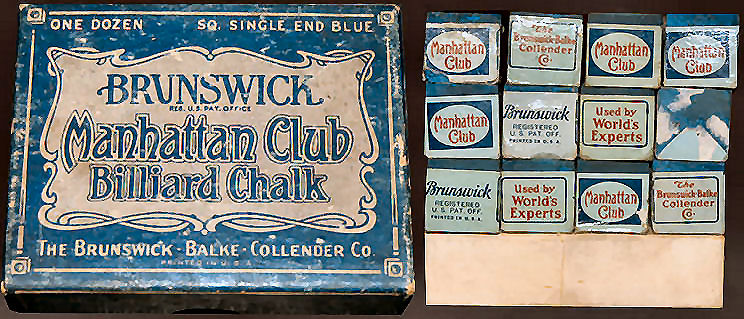 ONE DOZEN SQ. SINGLE END BLUE
BRUNSWICK
REG. U.S. PAT. OFFICE
Manhattan Club
Billiard Chalk
THE BRUNSWICK - BALKE - COLLENDER CO.
PRINTED IN U.S.A.
Manhattan
Club
The
Brunswick-Balke
Collender
Co.
Manhattan
Club
Manhattan
Club
Manhattan
Club
Brunswick
REGISTERED
U.S. PAT. OFF.
PRINTED IN U.S.A.
Used by
World's
Experts
Brunswick
REGISTERED
U.S. PAT. OFF.
PRINTED IN U.S.A.
Used by
World's
Experts
Manhattan
Club
The
Brunswick-Balke
Collender
Co.